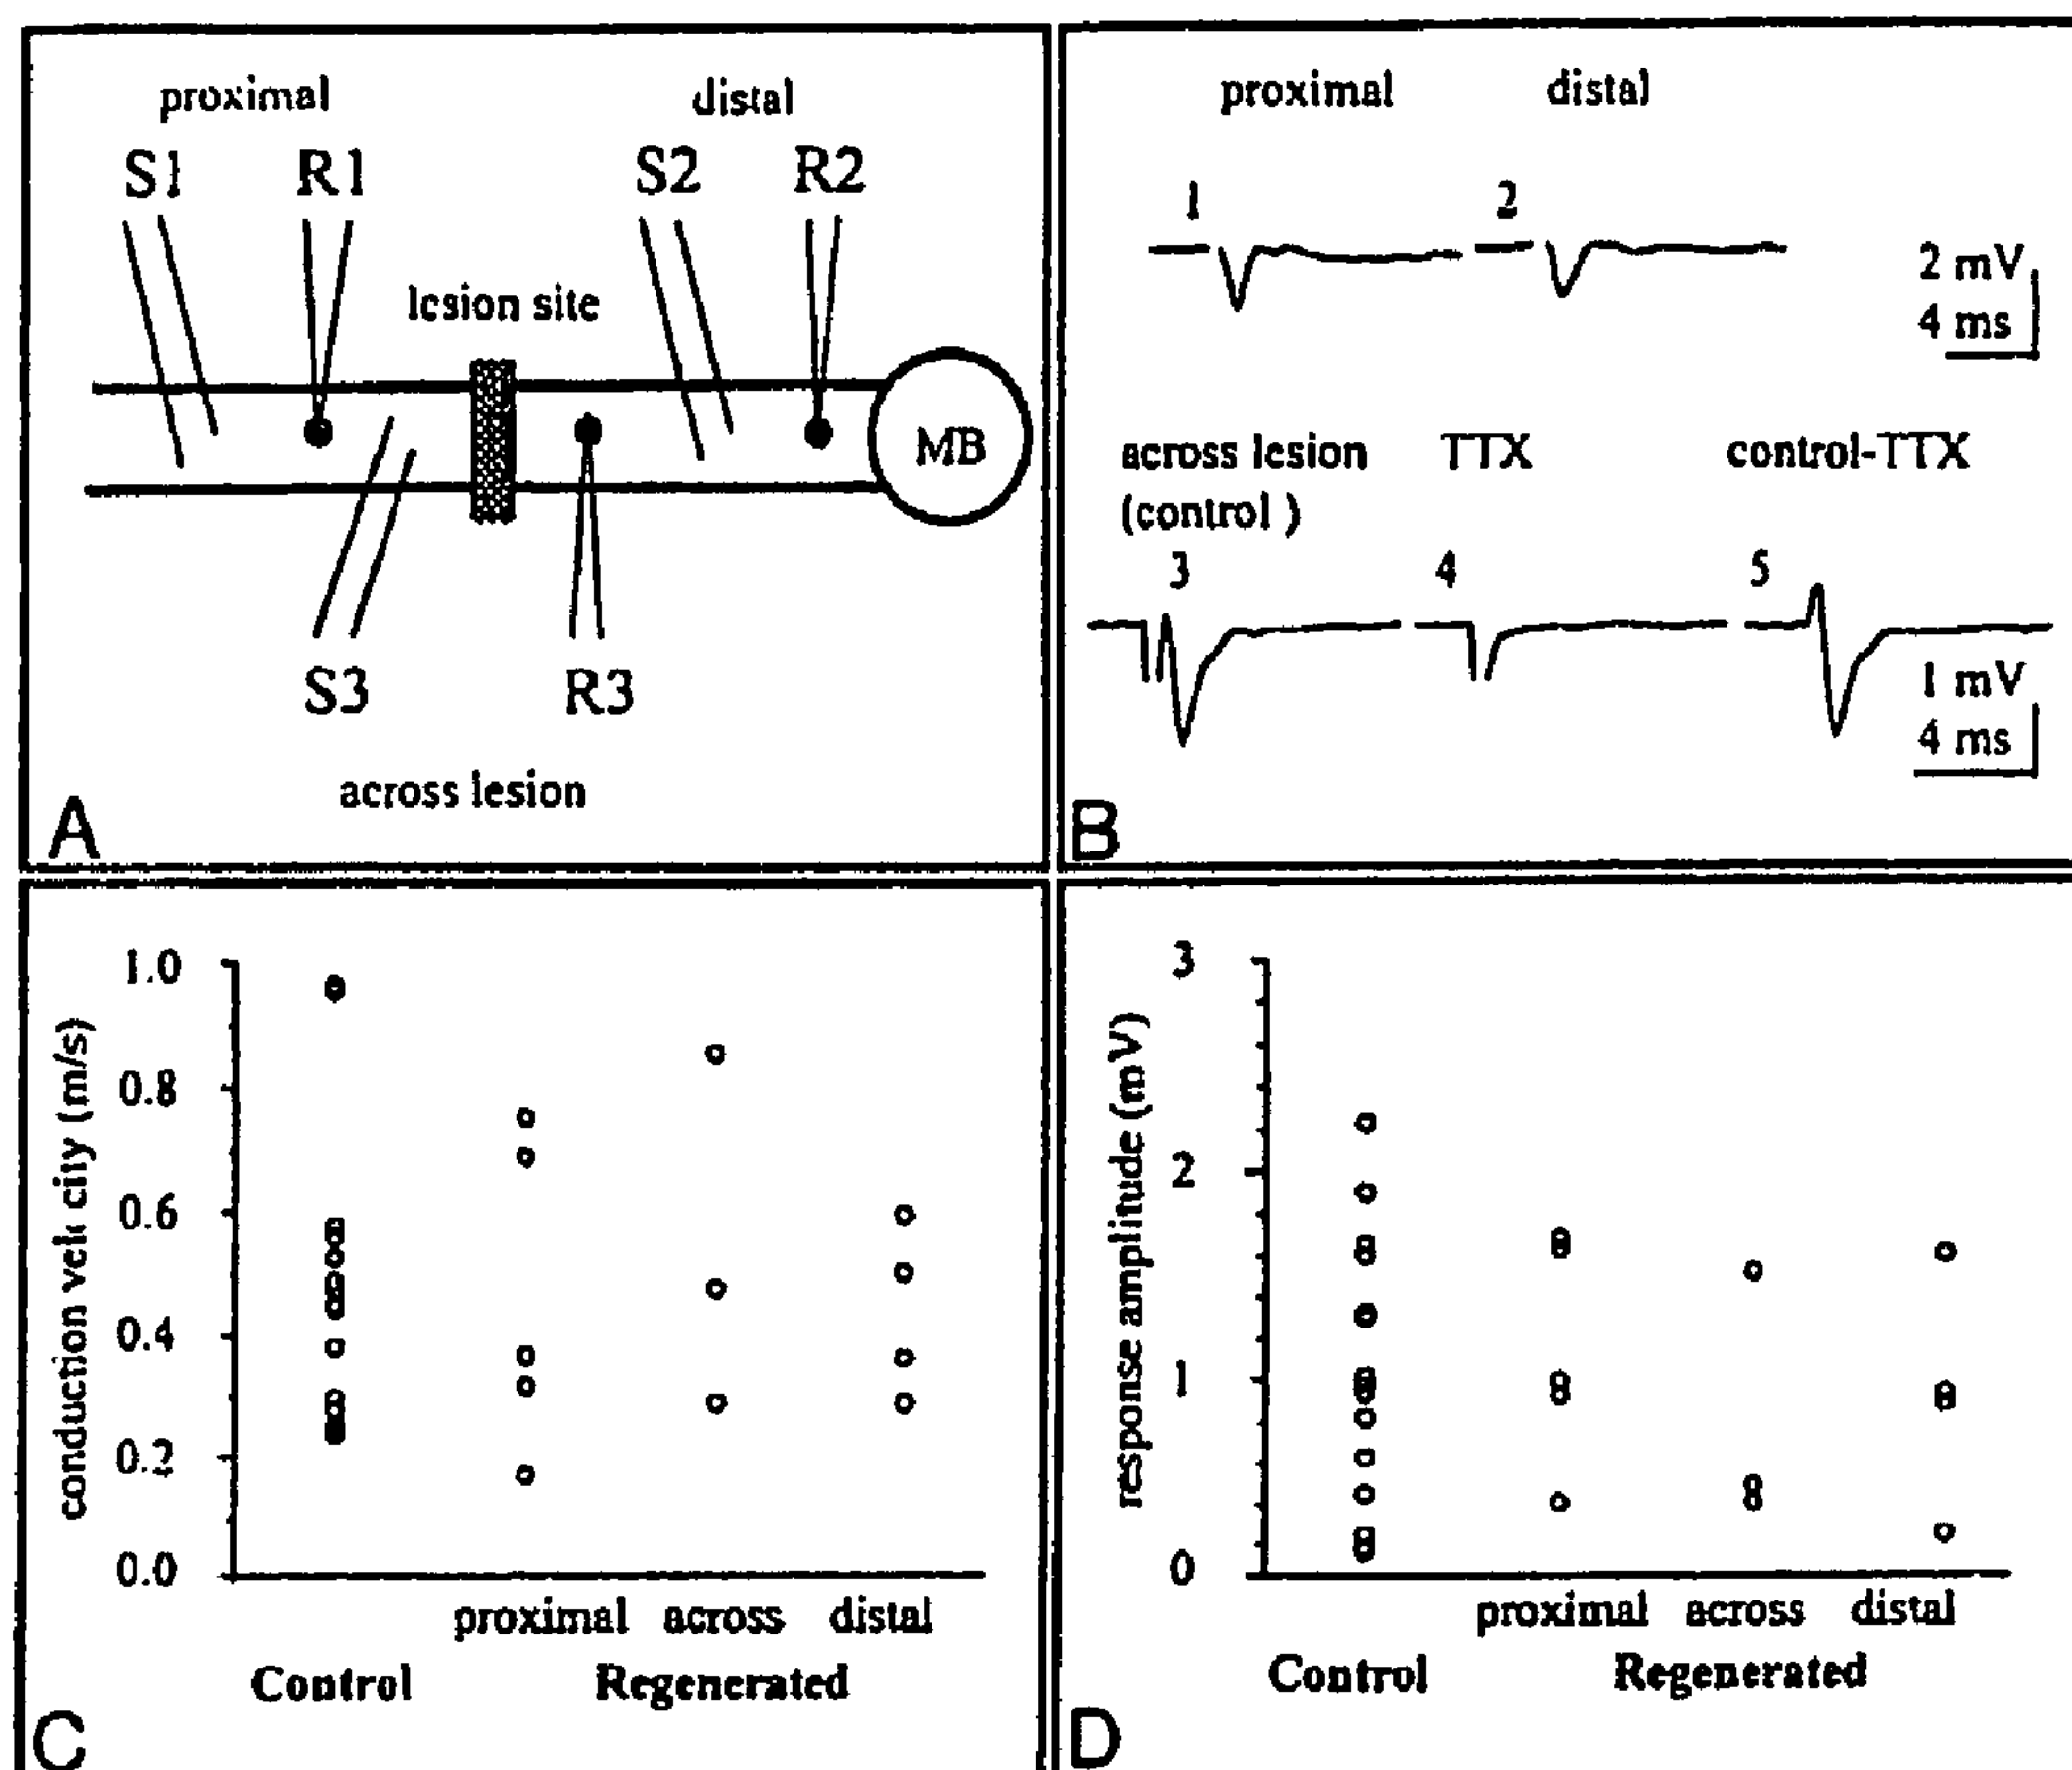 proximal distal
S1 R1 S2 R2
lesion site
MB
S3 R3
across lesion
A
proximal distal
1 2
2 mV
4 ms
across lesion TTX control-TTX
(control )
3 4 5
1 mV
4 ms
B
1.0
0.8
0.6
0.4
0.2
0.0
conduction city (m/s)
proximal across distal
Control Regenerated
C
3
2
1
0
response amplitude (mV)
proximal across distal
Control Regenerated
D